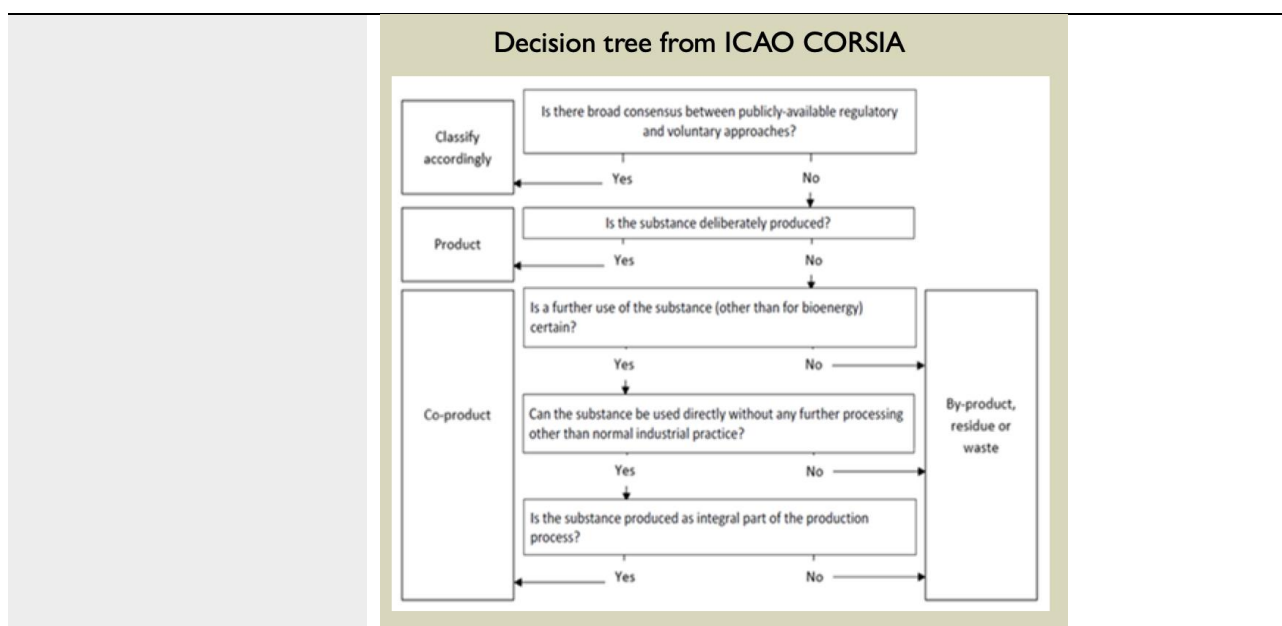 Decision tree from ICAO CORSIA
Is there broad consensus between publicly-available regulatory
and voluntary approaches?
Classify
accordingly
Yes
No
Is the substance deliberately produced?
Product
Yes
No
Is a further use of the substance (other than for bioenergy)
certain?
Yes
No
Co-product
Can the substance be used directly without any further processing
other than normal industrial practice?
By-product,
residue or
waste
Yes
No
Is the substance produced as integral part of the production
process?
Yes
No